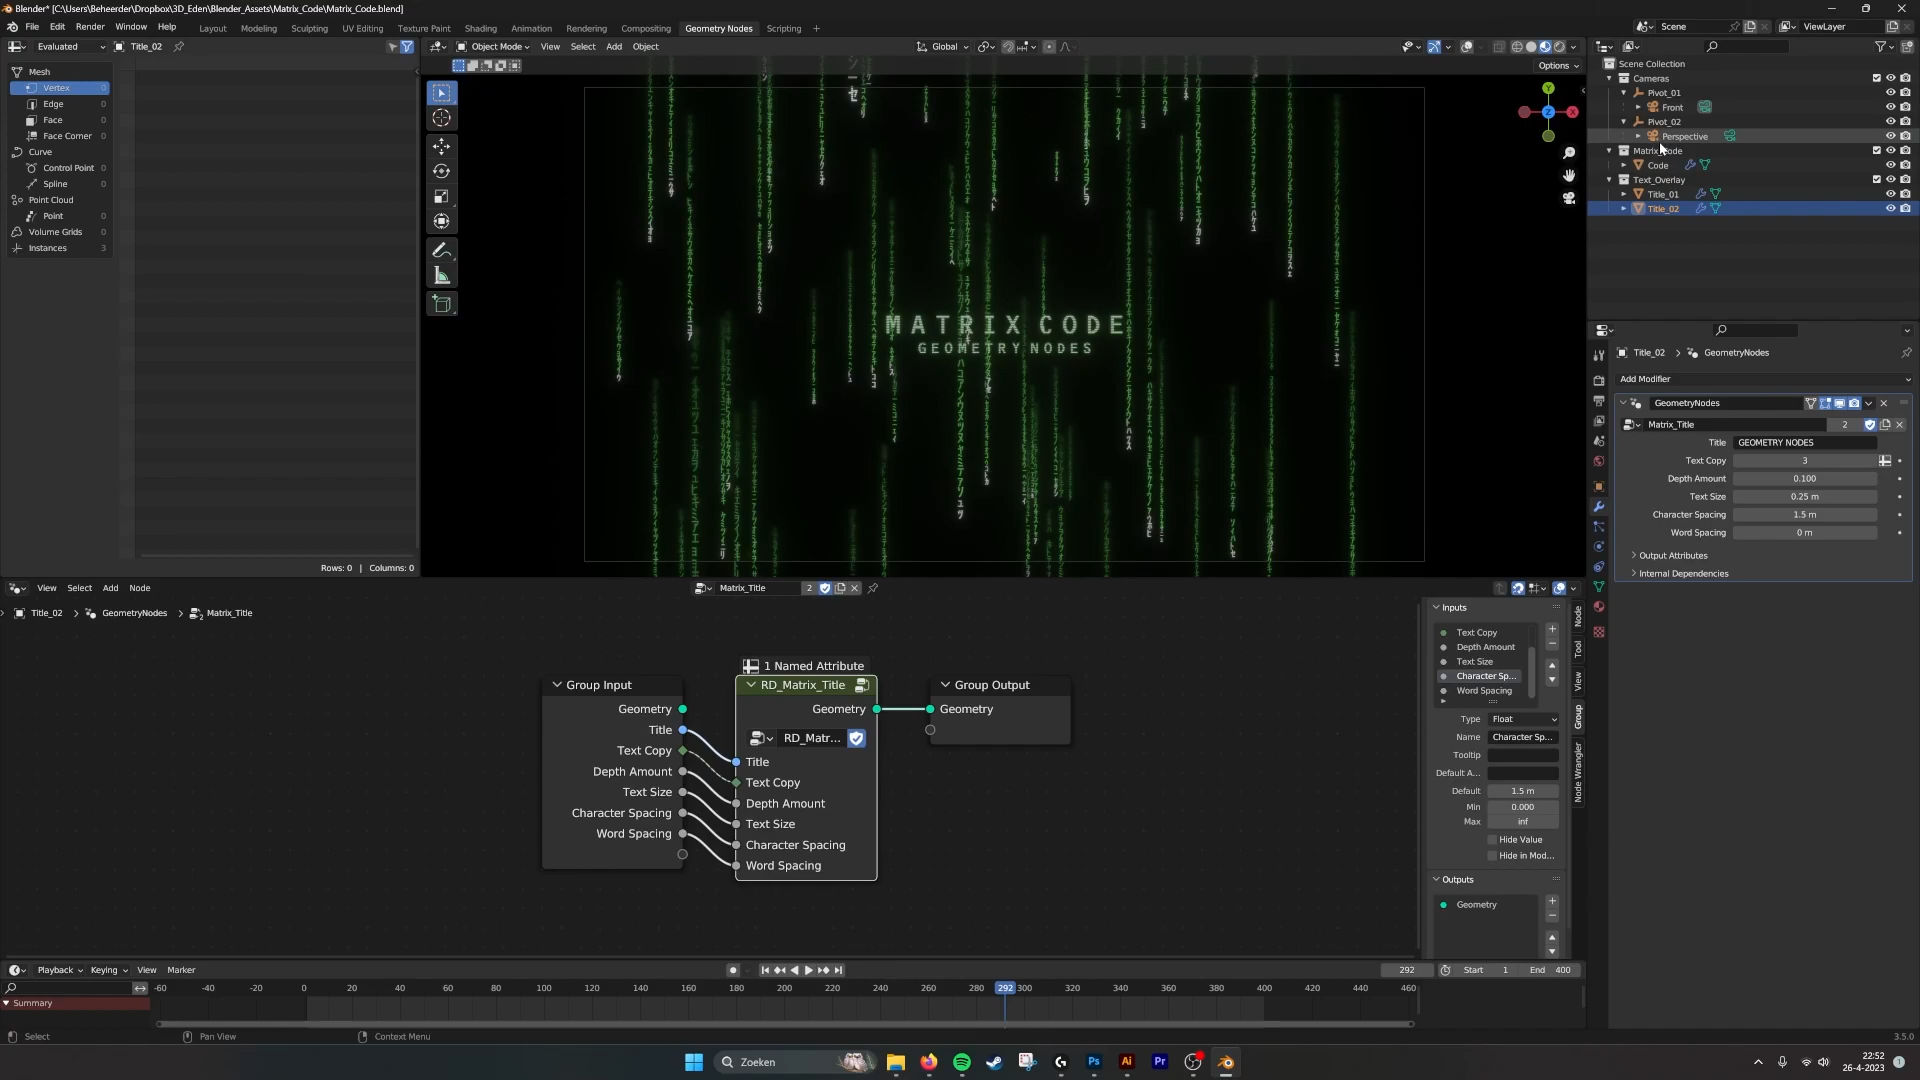 Blender* [C:\Users\Beheerder\Dropbox\3D_Eden\Blender_Assets\Matrix_Code\Matrix_Code.blend]
File Edit Render Window Help Layout Modeling Sculpting UV Editing Texture Paint Shading Animation Rendering Compositing Geometry Nodes Scripting + Scene ViewLayer
Evaluated Title_02 Object Mode View Select Add Object Global
Options
Mesh
Vertex 0
Edge 0
Face 0
Face Corner 0
Curve
Control Point 0
Spline 0
Point Cloud
Point 0
Volume Grids 0
Instances 3
Rows: 0 | Columns: 0
MATRIX CODE
GEOMETRY NODES
Y
Z
X
Scene Collection
Cameras
Pivot_01
Front
Pivot_02
Perspective
Matrix_Code
Code
Text_Overlay
Title_01
Title_02
Title_02 > GeometryNodes
Add Modifier
GeometryNodes
Matrix_Title 2
Title GEOMETRY NODES
Text Copy 3
Depth Amount 0.100
Text Size 0.25 m
Character Spacing 1.5 m
Word Spacing 0 m
Output Attributes
Internal Dependencies
View Select Add Node Matrix_Title 2
Title_02 > GeometryNodes > Matrix_Title
Group Input
Geometry
Title
Text Copy
Depth Amount
Text Size
Character Spacing
Word Spacing
1 Named Attribute
RD_Matrix_Title
Geometry
RD_Matr...
Title
Text Copy
Depth Amount
Text Size
Character Spacing
Word Spacing
Group Output
Geometry
Inputs
Text Copy
Depth Amount
Text Size
Character Sp...
Word Spacing
Type Float
Name Character Sp...
Tooltip
Default A...
Default 1.5 m
Min 0.000
Max inf
Hide Value
Hide in Mod...
Outputs
Geometry
Node
Tool
View
Group
Node Wrangler
Playback Keying View Marker 292 Start 1 End 400
-60 -40 -20 0 20 40 60 80 100 120 140 160 180 200 220 240 260 280 292 300 320 340 360 380 400 420 440 460
Summary
Select Pan View Context Menu 3.5.0
Zoeken Ps Ai Pr
22:52
26-4-2023
1